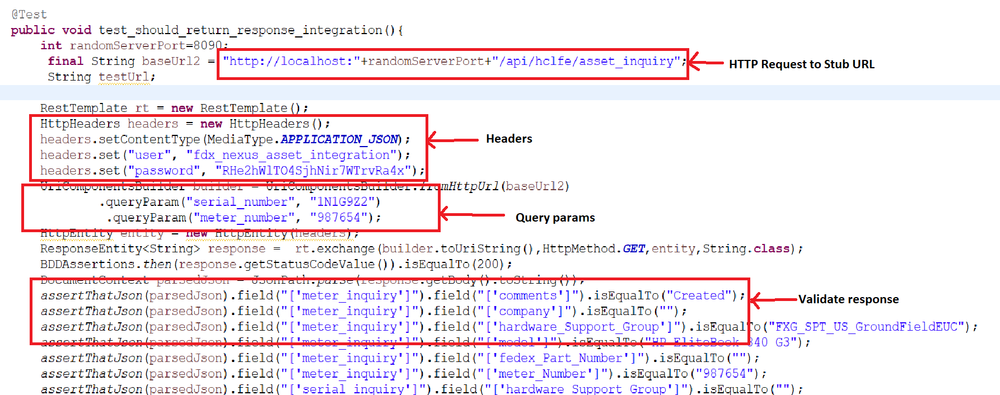 @Test
public void test_should_return_response_integration(){
int randomServerPort=8090;
final String baseUrl2 = "http://localhost:"+randomServerPort+"/api/hclfe/asset_inquiry";
HTTP Request to Stub URL
String testUrl;
RestTemplate rt = new RestTemplate();
HttpHeaders headers = new HttpHeaders();
headers.setContentType(MediaType.APPLICATION_JSON);
Headers
headers.set("user", "fdx_nexus_asset_integration");
headers.set("password", "RHe2hWlTO4SjhNir7WTrvRa4x");
UriComponentsBuilder builder = UriComponentsBuilder.fromHttpUrl(baseUrl2)
.queryParam("serial_number", "1N1G9Z2")
.queryParam("meter_number", "987654");
Query params
HttpEntity entity = new HttpEntity(headers);
ResponseEntity<String> response = rt.exchange(builder.toUriString(),HttpMethod.GET,entity,String.class);
BDDAssertions.then(response.getStatusCodeValue()).isEqualTo(200);
DocumentContext parsedJson = JsonPath.parse(response.getBody().toString());
assertThatJson(parsedJson).field("['meter_inquiry']").field("['comments']").isEqualTo("Created");
Validate response
assertThatJson(parsedJson).field("['meter_inquiry']").field("['company']").isEqualTo("");
assertThatJson(parsedJson).field("['meter_inquiry']").field("['hardware_Support_Group']").isEqualTo("FXG_SPT_US_GroundFieldEUC");
assertThatJson(parsedJson).field("['meter_inquiry']").field("['model']").isEqualTo("HP EliteBook 840 G3");
assertThatJson(parsedJson).field("['meter_inquiry']").field("['fedex_Part_Number']").isEqualTo("");
assertThatJson(parsedJson).field("['meter_inquiry']").field("['meter_Number']").isEqualTo("987654");
assertThatJson(parsedJson).field("['serial_inquiry']").field("['hardware_Support_Group']").isEqualTo("");